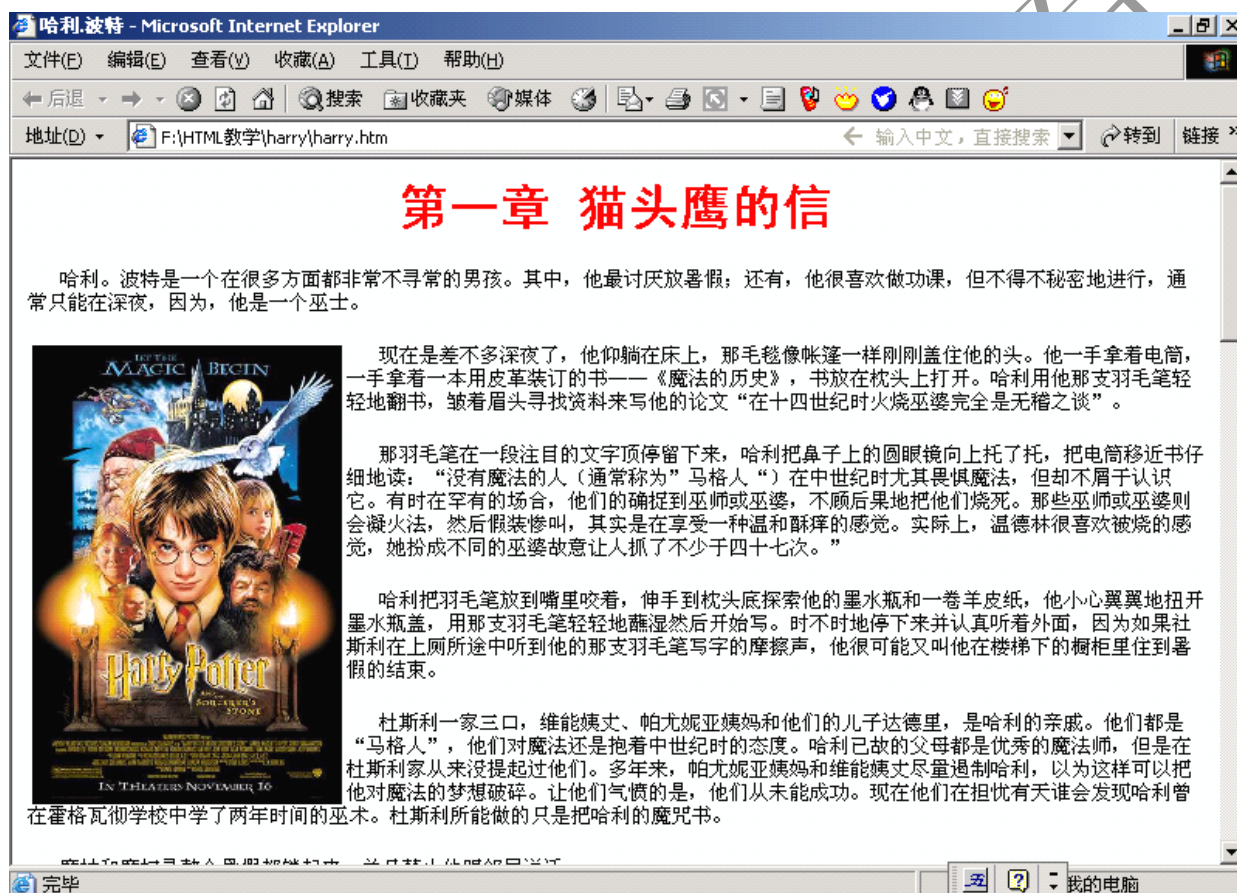 哈利.波特 - Microsoft Internet Explorer
文件(F) 编辑(E) 查看(V) 收藏(A) 工具(T) 帮助(H)
后退 搜索 收藏夹 媒体
地址(D) F:\HTML教学\harry\harry.htm 输入中文，直接搜索 转到 链接 »
第一章 猫头鹰的信
哈利。波特是一个在很多方面都非常不寻常的男孩。其中，他最讨厌放暑假；还有，他很喜欢做功课，但不得不秘密地进行，通
常只能在深夜，因为，他是一个巫士。
LET THE
MAGIC BEGIN
Harry Potter
AND THE
SORCERER'S
STONE
IN THEATERS NOVEMBER 16
现在是差不多深夜了，他仰躺在床上，那毛毯像帐篷一样刚刚盖住他的头。他一手拿着电筒，
一手拿着一本用皮革装订的书——《魔法的历史》，书放在枕头上打开。哈利用他那支羽毛笔轻
轻地翻书，皱着眉头寻找资料来写他的论文“在十四世纪时火烧巫婆完全是无稽之谈”。
那羽毛笔在一段注目的文字顶停留下来，哈利把鼻子上的圆眼镜向上托了托，把电筒移近书仔
细地读：“没有魔法的人（通常称为”马格人“）在中世纪时尤其畏惧魔法，但却不屑于认识
它。有时在罕有的场合，他们的确捉到巫师或巫婆，不顾后果地把他们烧死。那些巫师或巫婆则
会凝火法，然后假装惨叫，其实是在享受一种温和酥痒的感觉。实际上，温德林很喜欢被烧的感
觉，她扮成不同的巫婆故意让人抓了不少于四十七次。”
哈利把羽毛笔放到嘴里咬着，伸手到枕头底探索他的墨水瓶和一卷羊皮纸，他小心翼翼地扭开
墨水瓶盖，用那支羽毛笔轻轻地蘸湿然后开始写。时不时地停下来并认真听着外面，因为如果杜
斯利在上厕所途中听到他的那支羽毛笔写字的摩擦声，他很可能又叫他在楼梯下的橱柜里住到暑
假的结束。
杜斯利一家三口，维能姨丈、帕尤妮亚姨妈和他们的儿子达德里，是哈利的亲戚。他们都是
“马格人”，他们对魔法还是抱着中世纪时的态度。哈利已故的父母都是优秀的魔法师，但是在
杜斯利家从来没提起过他们。多年来，帕尤妮亚姨妈和维能姨丈尽量遏制哈利，以为这样可以把
他对魔法的梦想破碎。让他们气愤的是，他们从未能成功。现在他们在担忧有天谁会发现哈利曾
在霍格瓦彻学校中学了两年时间的巫术。杜斯利所能做的只是把哈利的魔咒书。
完毕 五 我的电脑